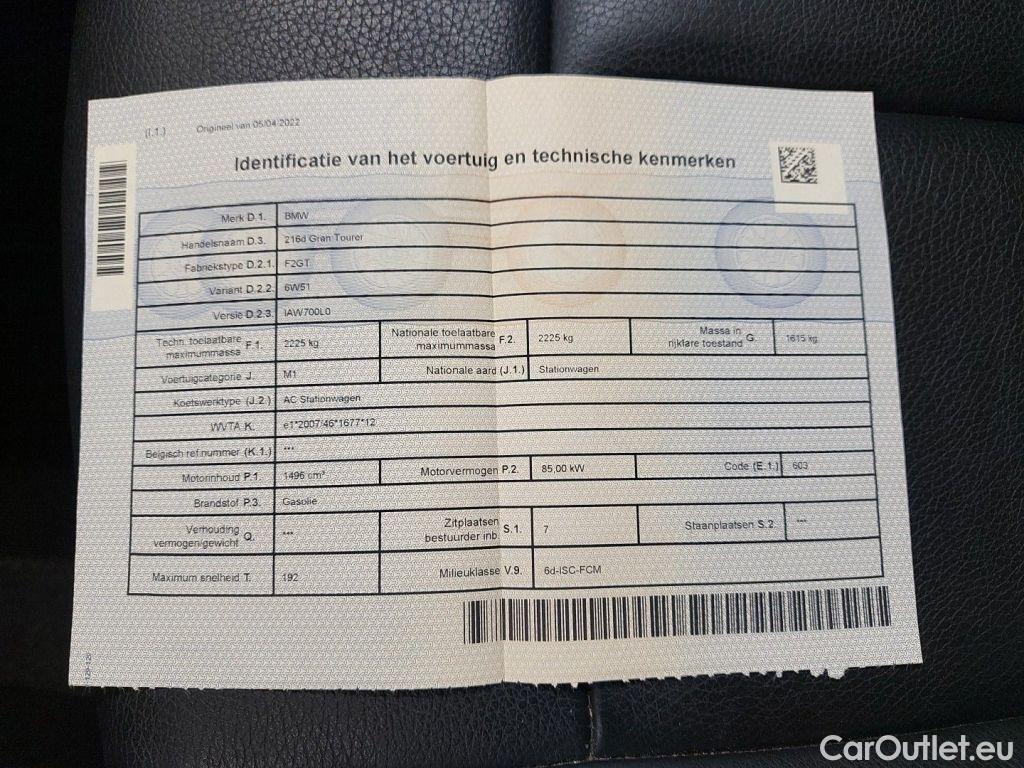 (I.1.) Origineel van 05/04/2022
Identificatie van het voertuig en technische kenmerken
Merk D.1. BMW
Handelsnaam D.3. 216d Gran Tourer
Fabriekstype D.2.1. F2GT
Variant D.2.2. 6W51
Versie D.2.3. IAW700L0
Techn. toelaatbare maximummassa F.1. 2225 kg Nationale toelaatbare maximummassa F.2. 2225 kg Massa in rijklare toestand G. 1615 kg
Voertuigcategorie J. M1 Nationale aard (J.1.) Stationwagen
Koetswerktype (J.2.) AC Stationwagen
WVTA K. e1*2007/46*1677*12
Belgisch ref.nummer (K.1.) ***
Motorinhoud P.1. 1496 cm³ Motorvermogen P.2. 85,00 kW Code (E.1.) 603
Brandstof P.3. Gasolie
Verhouding vermogen/gewicht Q. *** Zitplaatsen bestuurder inb. S.1. 7 Staanplaatsen S.2. ***
Maximum snelheid T. 192 Milieuklasse V.9. 6d-ISC-FCM
CarOutlet.eu